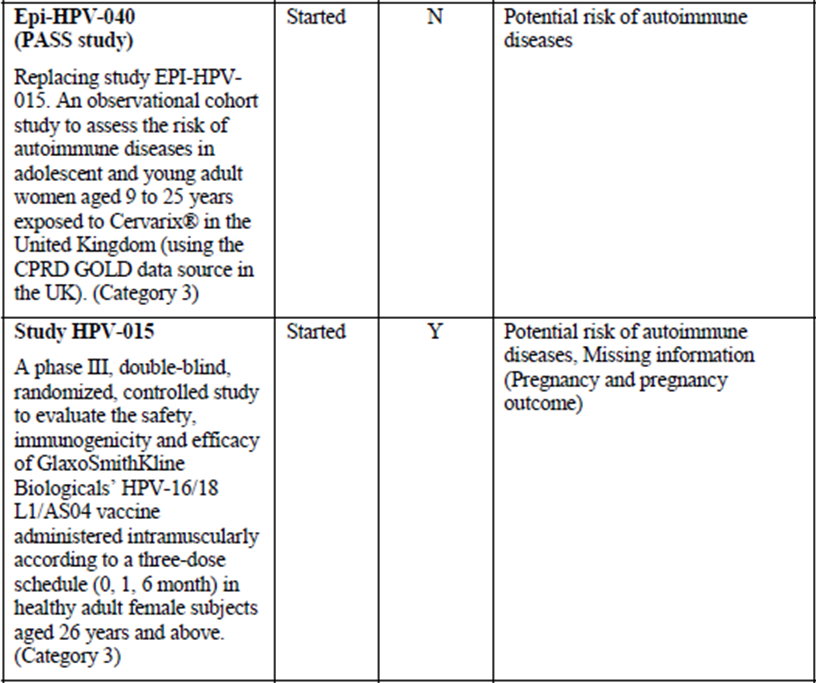 Epi-HPV-040
(PASS study)
Replacing study EPI-HPV-
015. An observational cohort
study to assess the risk of
autoimmune diseases in
adolescent and young adult
women aged 9 to 25 years
exposed to Cervarix® in the
United Kingdom (using the
CPRD GOLD data source in
the UK). (Category 3)
Started
N
Potential risk of autoimmune
diseases
Study HPV-015
A phase III, double-blind,
randomized, controlled study
to evaluate the safety,
immunogenicity and efficacy
of GlaxoSmithKline
Biologicals’ HPV-16/18
L1/AS04 vaccine
administered intramuscularly
according to a three-dose
schedule (0, 1, 6 month) in
healthy adult female subjects
aged 26 years and above.
(Category 3)
Started
Y
Potential risk of autoimmune
diseases, Missing information
(Pregnancy and pregnancy
outcome)